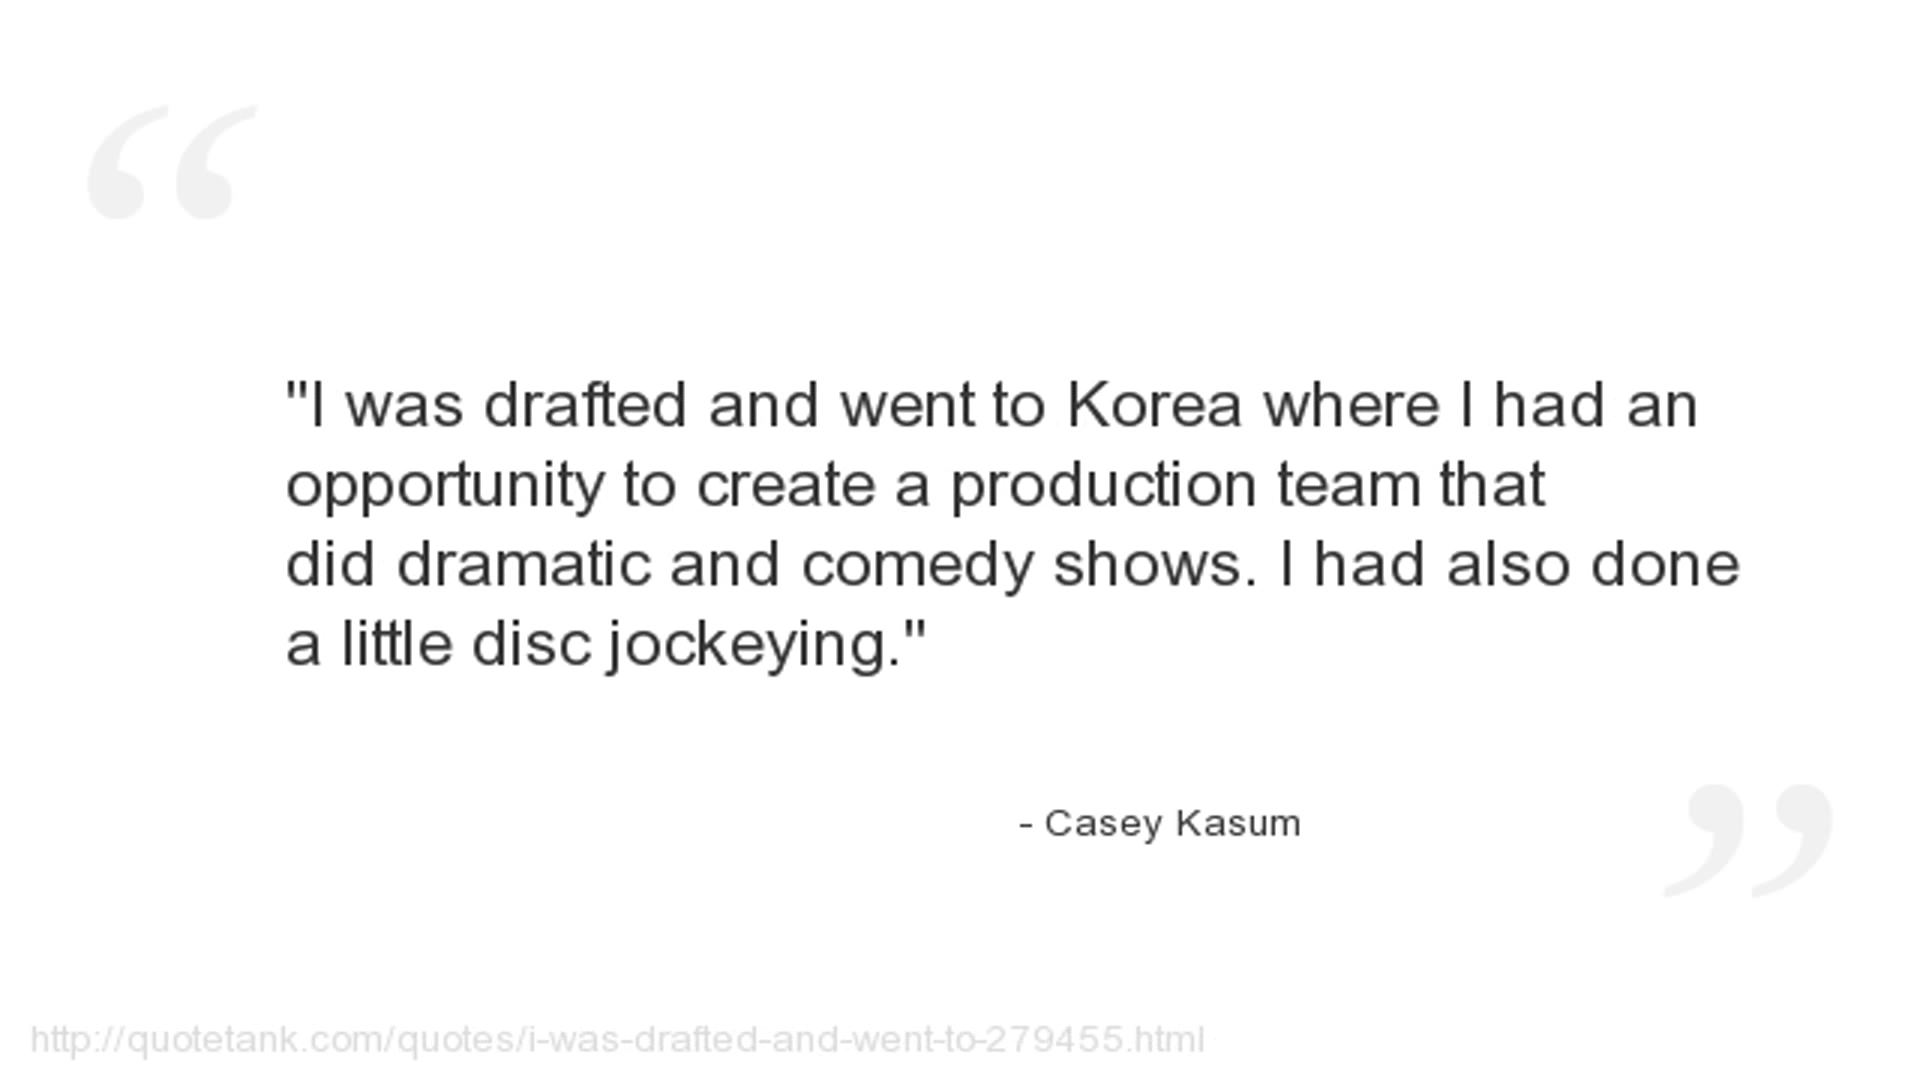 "I was drafted and went to Korea where I had an
opportunity to create a production team that
did dramatic and comedy shows. I had also done
a little disc jockeying."
- Casey Kasum
http://quotetank.com/quotes/i-was-drafted-and-went-to-279455.html